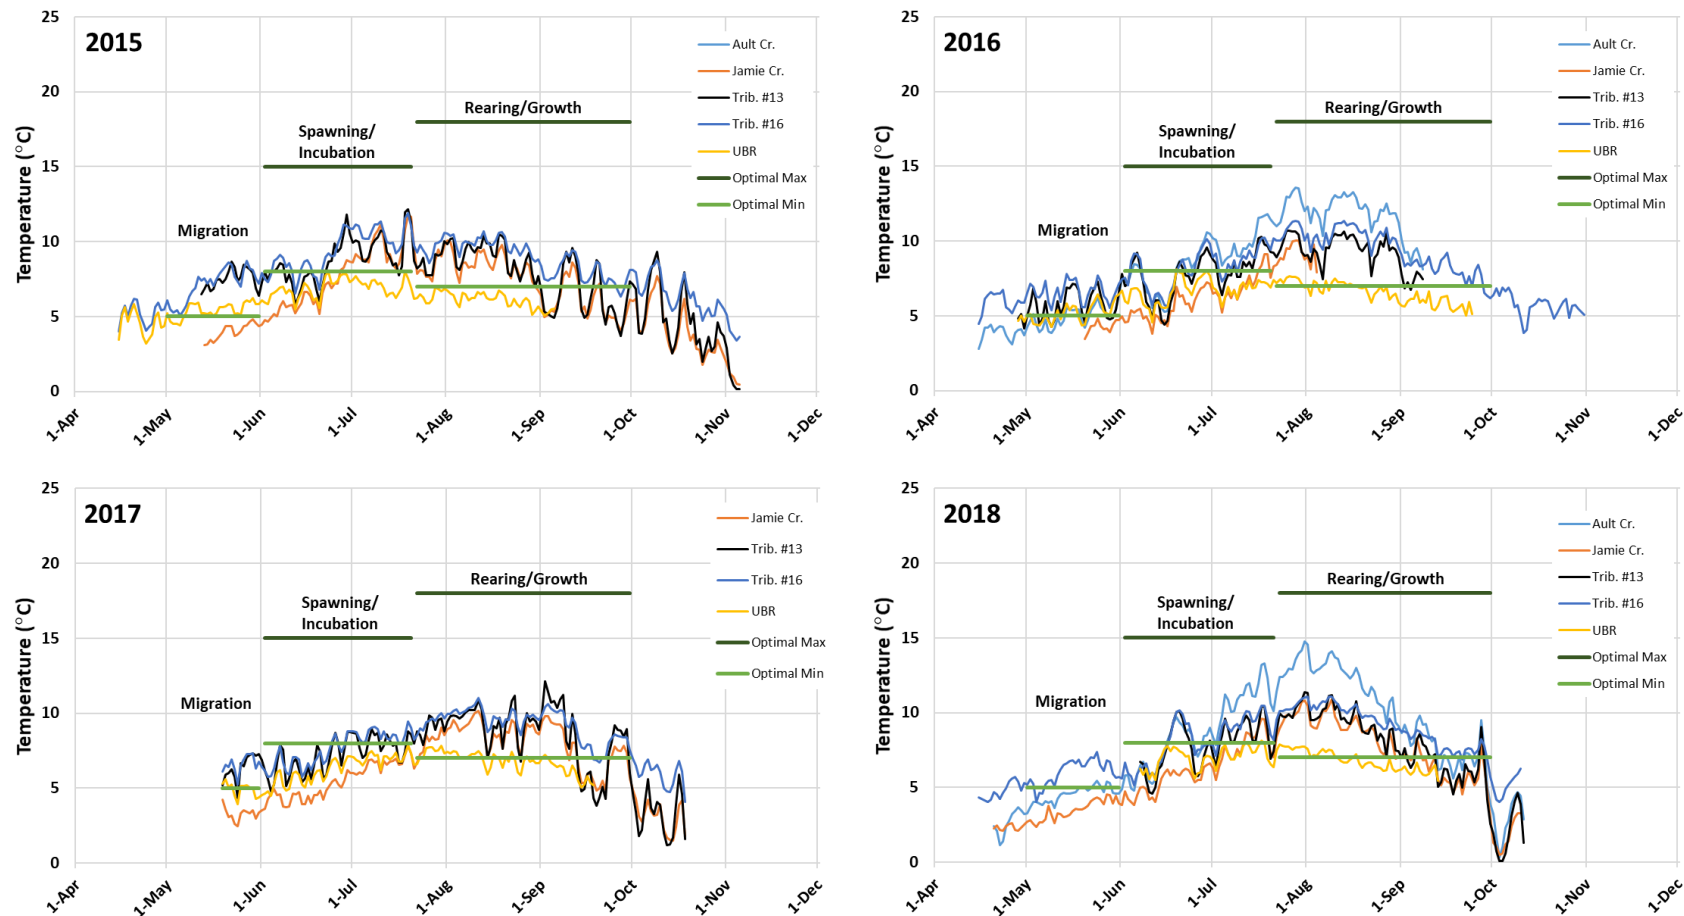 2015
25
20
15
10
5
0
Temperature (°C)
Migration
Spawning/
Incubation
Rearing/Growth
Ault Cr.
Jamie Cr.
Trib. #13
Trib. #16
UBR
Optimal Max
Optimal Min
1-Apr
1-May
1-Jun
1-Jul
1-Aug
1-Sep
1-Oct
1-Nov
1-Dec
2016
25
20
15
10
5
0
Temperature (°C)
Migration
Spawning/
Incubation
Rearing/Growth
Ault Cr.
Jamie Cr.
Trib. #13
Trib. #16
UBR
Optimal Max
Optimal Min
1-Apr
1-May
1-Jun
1-Jul
1-Aug
1-Sep
1-Oct
1-Nov
1-Dec
2017
25
20
15
10
5
0
Temperature (°C)
Migration
Spawning/
Incubation
Rearing/Growth
Jamie Cr.
Trib. #13
Trib. #16
UBR
Optimal Max
Optimal Min
1-Apr
1-May
1-Jun
1-Jul
1-Aug
1-Sep
1-Oct
1-Nov
1-Dec
2018
25
20
15
10
5
0
Temperature (°C)
Migration
Spawning/
Incubation
Rearing/Growth
Ault Cr.
Jamie Cr.
Trib. #13
Trib. #16
UBR
Optimal Max
Optimal Min
1-Apr
1-May
1-Jun
1-Jul
1-Aug
1-Sep
1-Oct
1-Nov
1-Dec